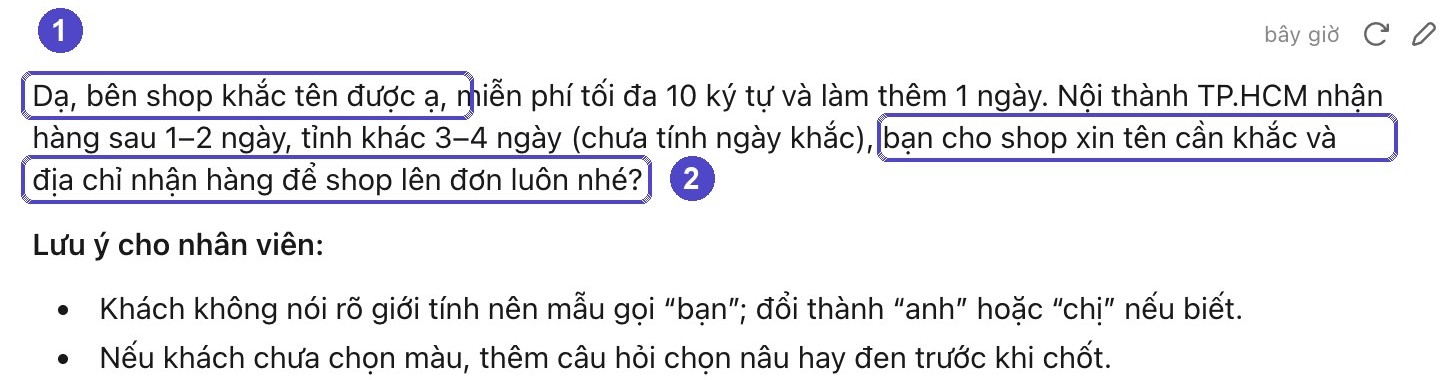 1
bây giờ
Dạ, bên shop khắc tên được ạ, miễn phí tối đa 10 ký tự và làm thêm 1 ngày. Nội thành TP.HCM nhận
hàng sau 1–2 ngày, tỉnh khác 3–4 ngày (chưa tính ngày khắc), bạn cho shop xin tên cần khắc và
địa chỉ nhận hàng để shop lên đơn luôn nhé? 2
Lưu ý cho nhân viên:
• Khách không nói rõ giới tính nên mẫu gọi “bạn”; đổi thành “anh” hoặc “chị” nếu biết.
• Nếu khách chưa chọn màu, thêm câu hỏi chọn nâu hay đen trước khi chốt.